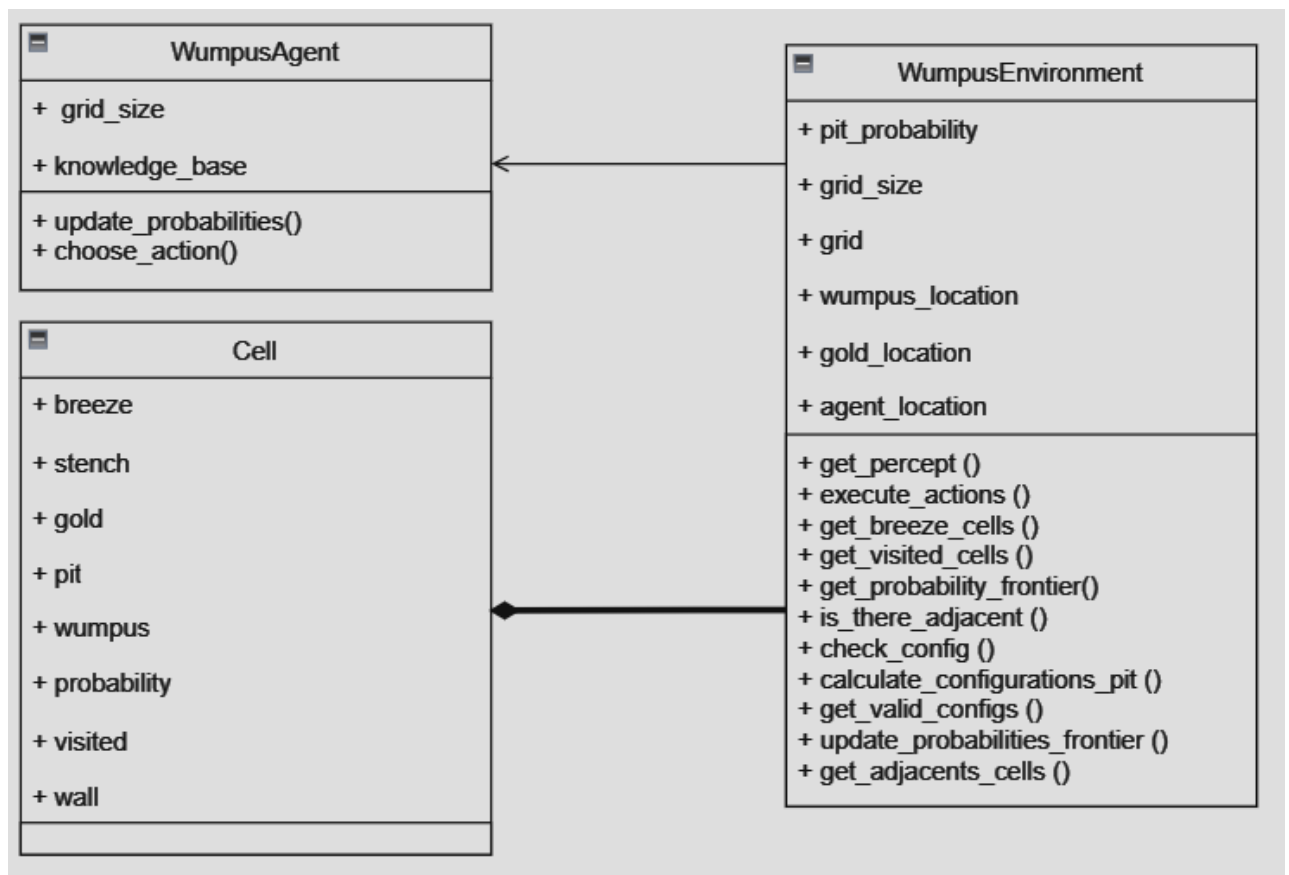 WumpusAgent
+ grid_size
+ knowledge_base
+ update_probabilities()
+ choose_action()
Cell
+ breeze
+ stench
+ gold
+ pit
+ wumpus
+ probability
+ visited
+ wall
WumpusEnvironment
+ pit_probability
+ grid_size
+ grid
+ wumpus_location
+ gold_location
+ agent_location
+ get_percept ()
+ execute_actions ()
+ get_breeze_cells ()
+ get_visited_cells ()
+ get_probability_frontier()
+ is_there_adjacent ()
+ check_config ()
+ calculate_configurations_pit ()
+ get_valid_configs ()
+ update_probabilities_frontier ()
+ get_adjacents_cells ()